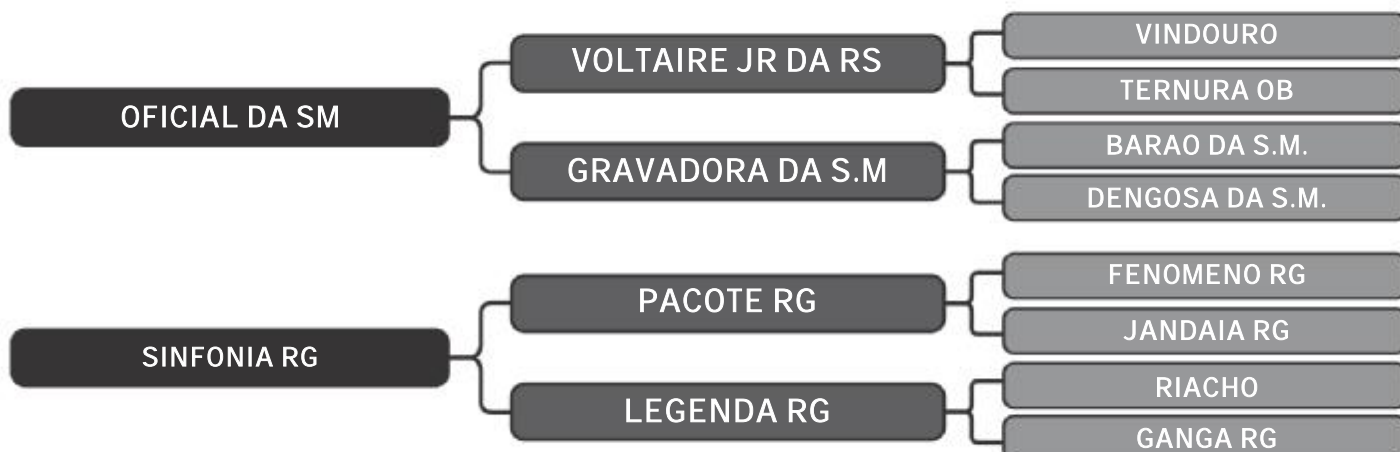 OFICIAL DA SM
VOLTAIRE JR DA RS
VINDOURO
TERNURA OB
GRAVADORA DA S.M
BARAO DA S.M.
DENGOSA DA S.M.
SINFONIA RG
PACOTE RG
FENOMENO RG
JANDAIA RG
LEGENDA RG
RIACHO
GANGA RG